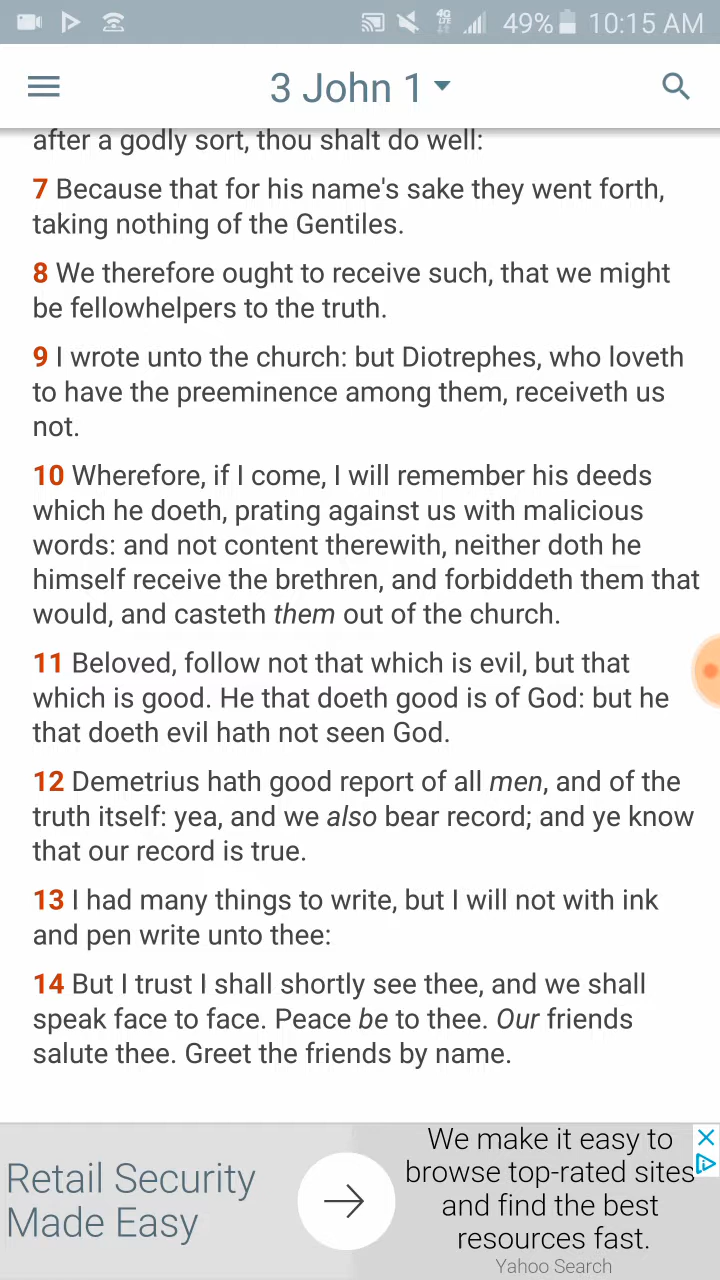 4G
LTE
49%
10:15 AM
3 John 1
after a godly sort, thou shalt do well:
7 Because that for his name's sake they went forth,
taking nothing of the Gentiles.
8 We therefore ought to receive such, that we might
be fellowhelpers to the truth.
9 I wrote unto the church: but Diotrephes, who loveth
to have the preeminence among them, receiveth us
not.
10 Wherefore, if I come, I will remember his deeds
which he doeth, prating against us with malicious
words: and not content therewith, neither doth he
himself receive the brethren, and forbiddeth them that
would, and casteth them out of the church.
11 Beloved, follow not that which is evil, but that
which is good. He that doeth good is of God: but he
that doeth evil hath not seen God.
12 Demetrius hath good report of all men, and of the
truth itself: yea, and we also bear record; and ye know
that our record is true.
13 I had many things to write, but I will not with ink
and pen write unto thee:
14 But I trust I shall shortly see thee, and we shall
speak face to face. Peace be to thee. Our friends
salute thee. Greet the friends by name.
Retail Security
Made Easy
We make it easy to
browse top-rated sites
and find the best
resources fast.
Yahoo Search